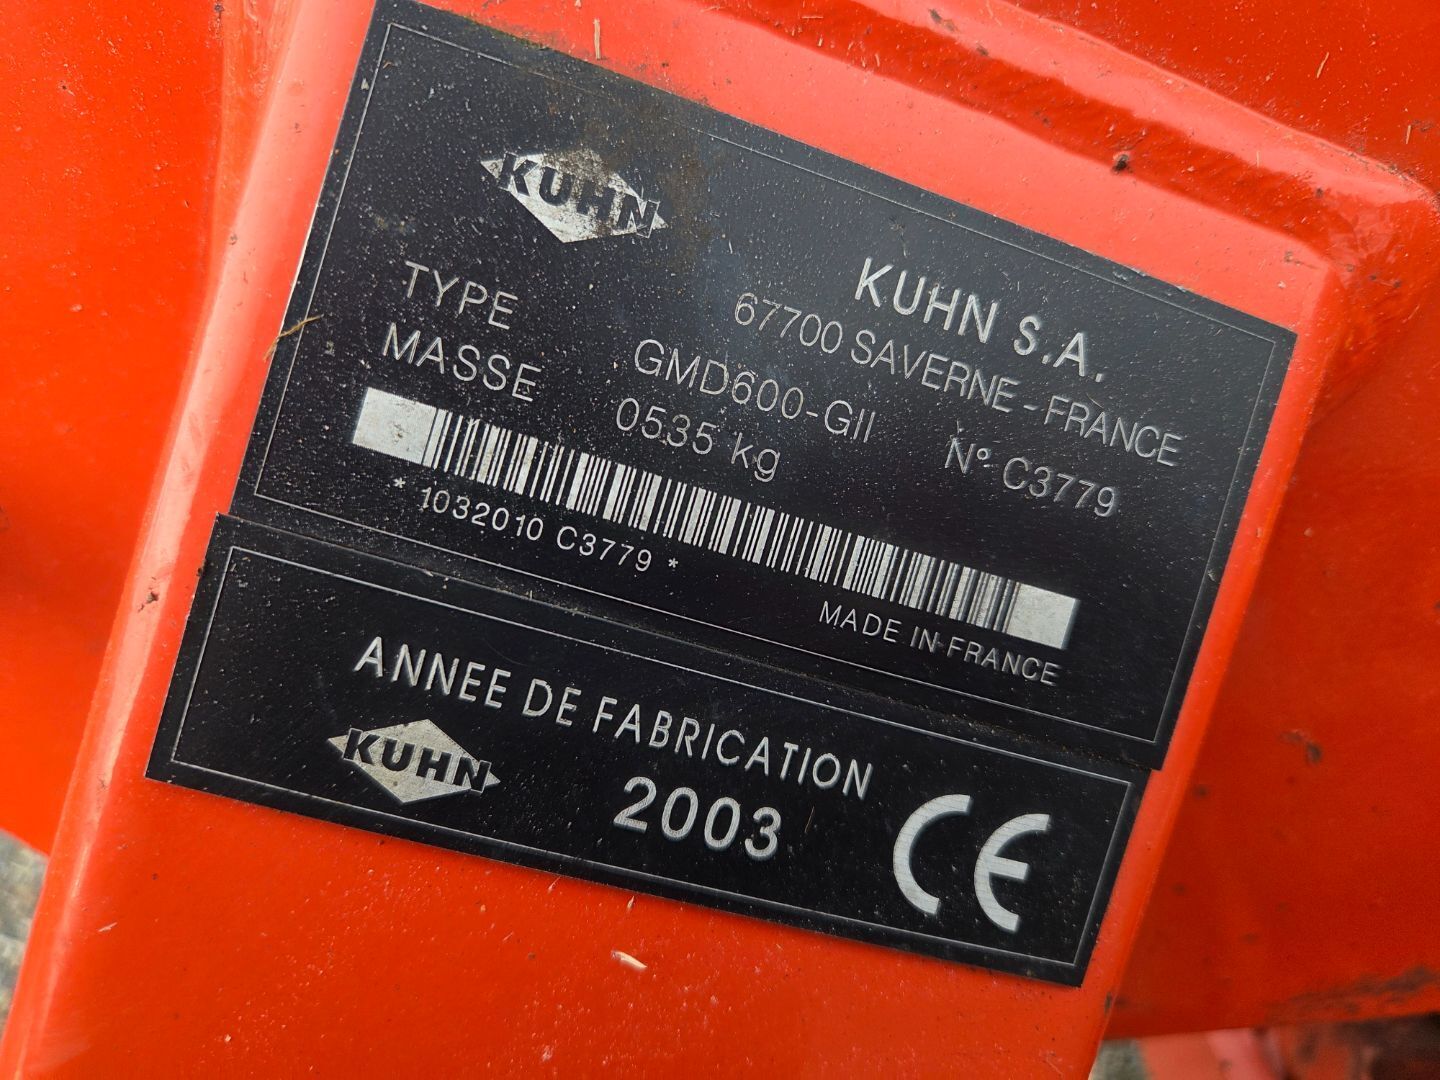 KUHN
KUHN S.A.
67700 SAVERNE - FRANCE
TYPE GMD600-GII N° C3779
MASSE 0535 kg
* 1032010 C3779 *
MADE IN FRANCE
ANNEE DE FABRICATION
KUHN 2003 CE